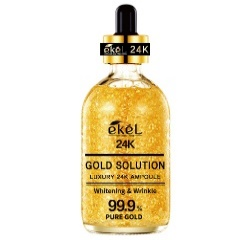 ekeL 24K
ekeL
24K
GOLD SOLUTION
LUXURY 24K AMPOULE
Whitening & Wrinkle
99.9%
PURE GOLD